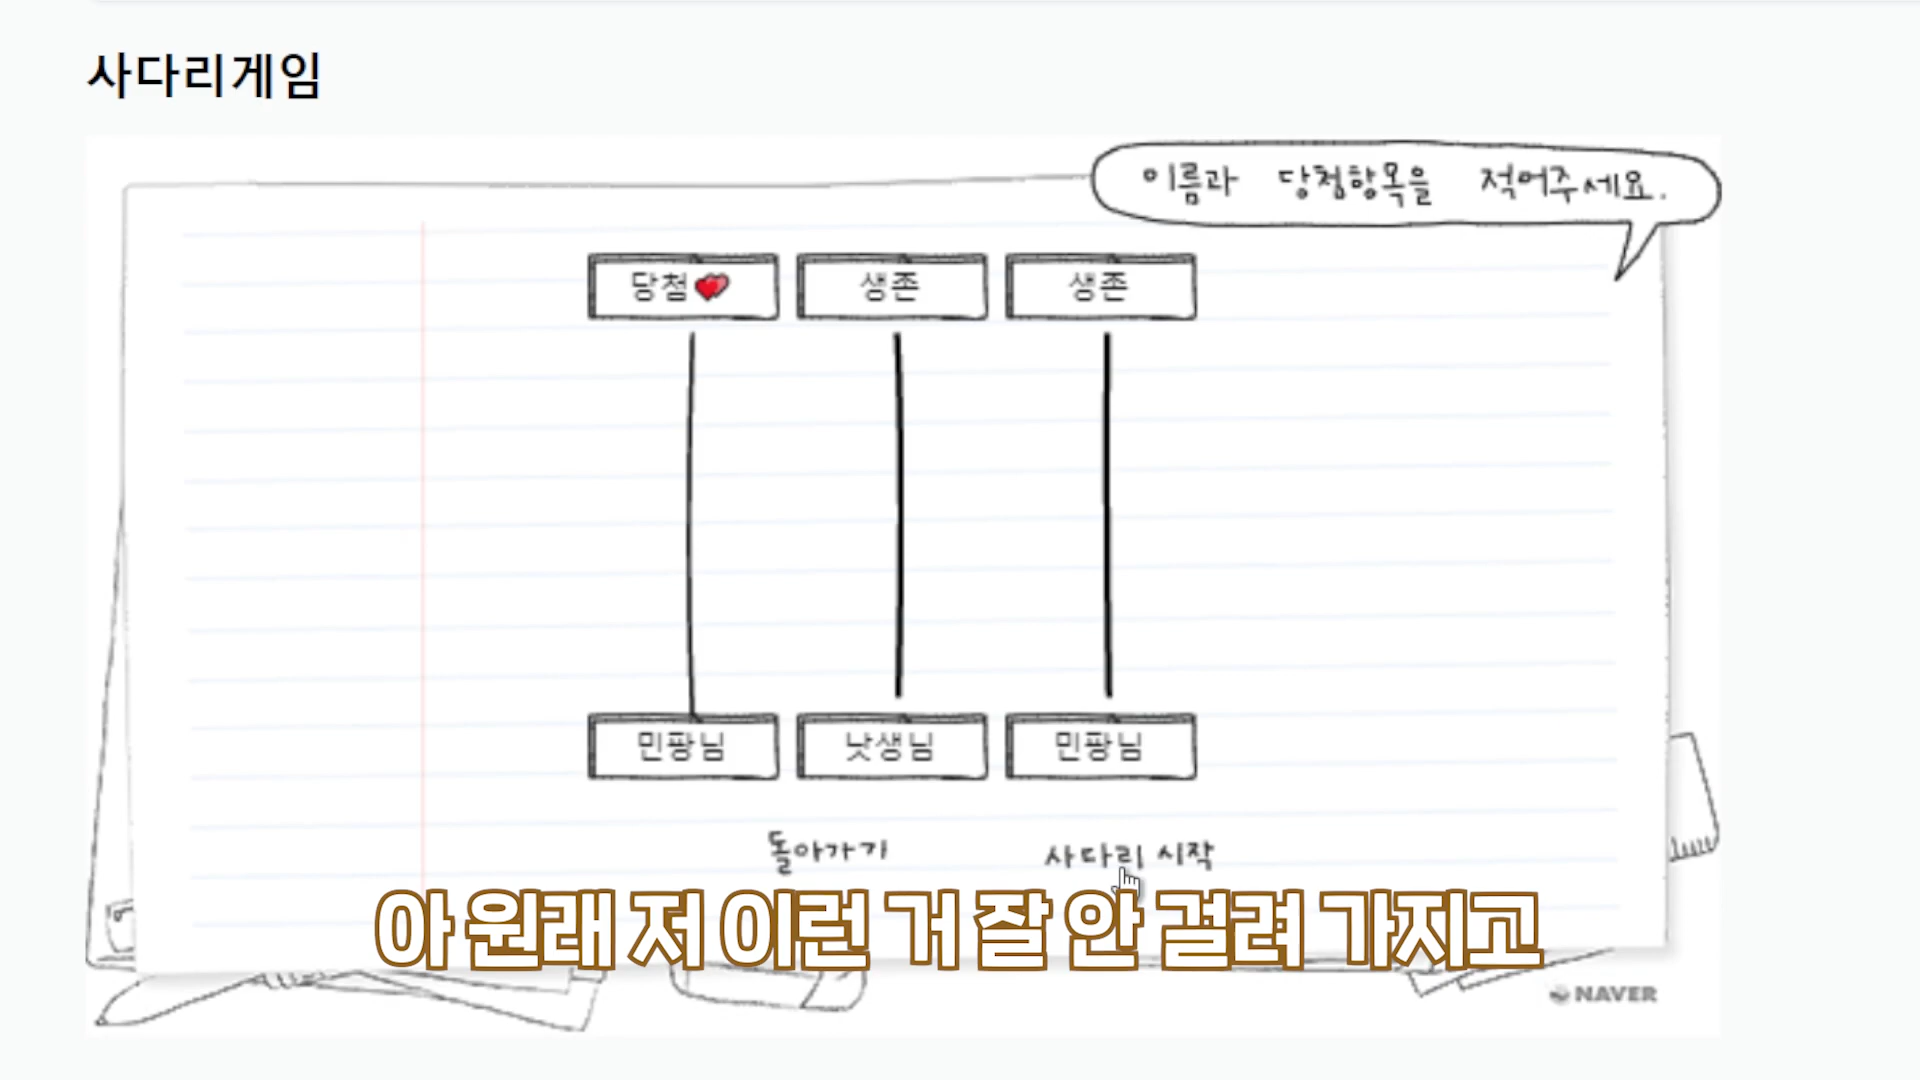 사다리게임
이름과 당첨항목을 적어주세요.
당첨💕 생존 생존
민팡님 낫생님 민팡님
돌아가기 사다리 시작
아 원래 저 이런 거 잘 안 걸려 가지고
NAVER